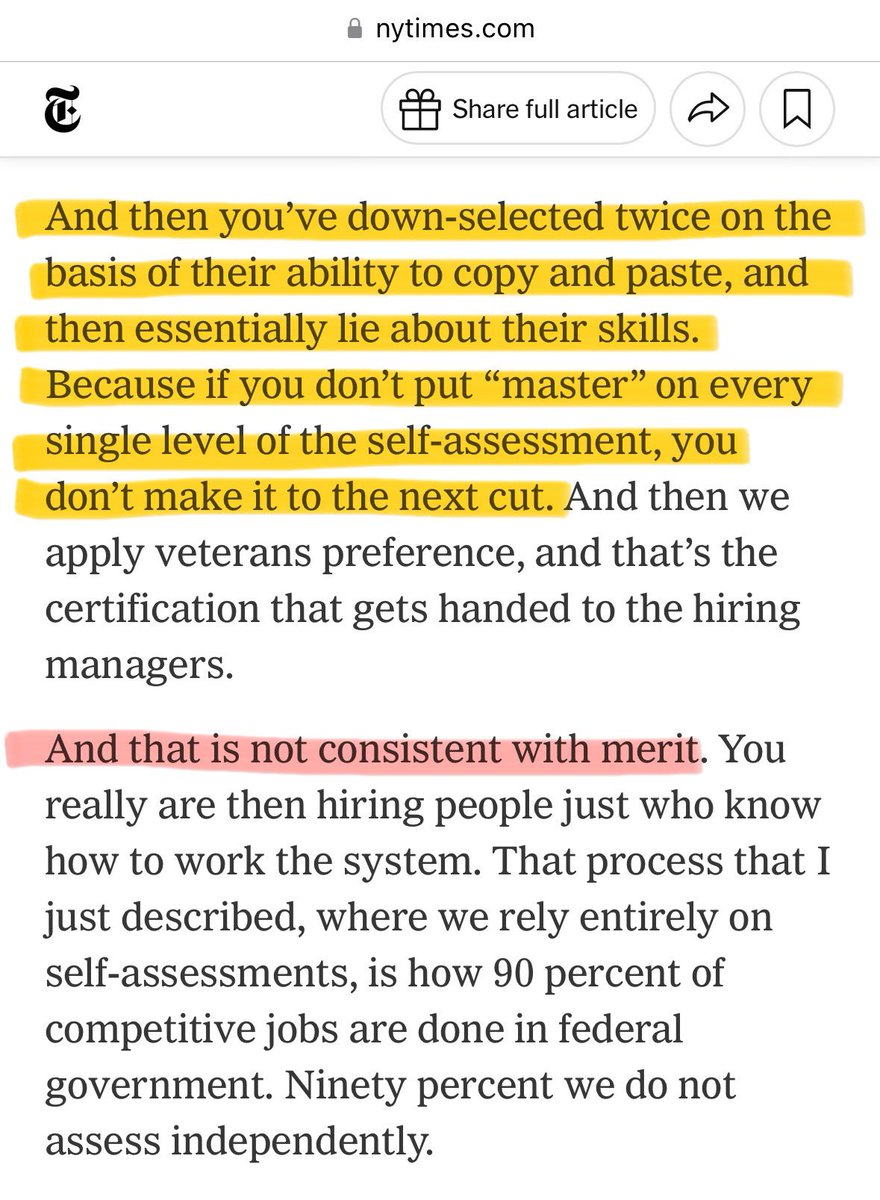 nytimes.com
T
Share full article
And then you’ve down-selected twice on the
basis of their ability to copy and paste, and
then essentially lie about their skills.
Because if you don’t put “master” on every
single level of the self-assessment, you
don’t make it to the next cut. And then we
apply veterans preference, and that’s the
certification that gets handed to the hiring
managers.
And that is not consistent with merit. You
really are then hiring people just who know
how to work the system. That process that I
just described, where we rely entirely on
self-assessments, is how 90 percent of
competitive jobs are done in federal
government. Ninety percent we do not
assess independently.